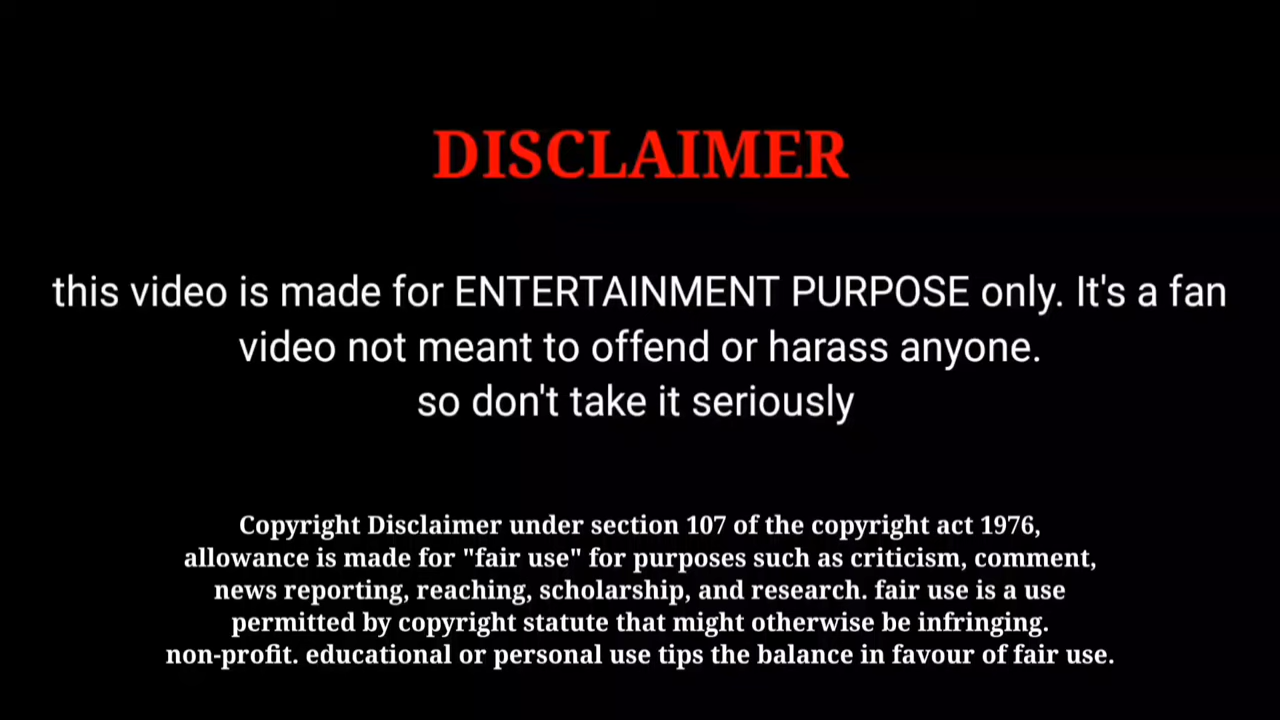 DISCLAIMER
this video is made for ENTERTAINMENT PURPOSE only. It's a fan
video not meant to offend or harass anyone.
so don't take it seriously
Copyright Disclaimer under section 107 of the copyright act 1976,
allowance is made for "fair use" for purposes such as criticism, comment,
news reporting, reaching, scholarship, and research. fair use is a use
permitted by copyright statute that might otherwise be infringing.
non-profit. educational or personal use tips the balance in favour of fair use.